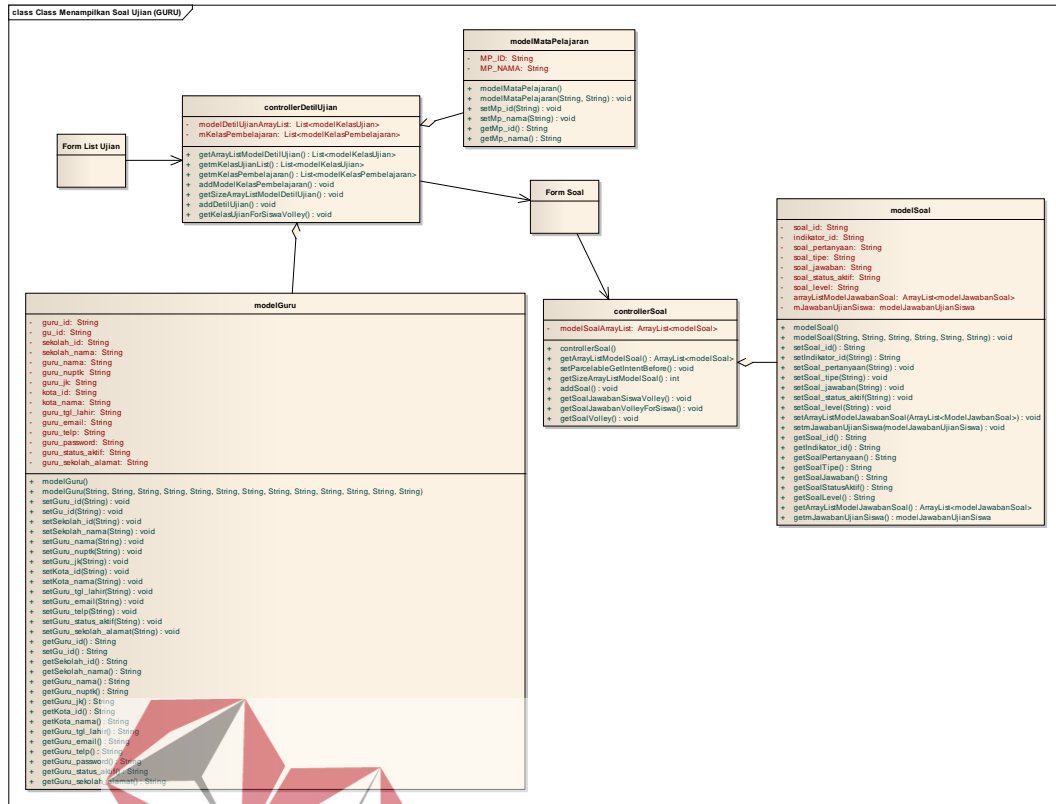 class Class Menampilkan Soal Ujian (GURU)
modelMataPelajaran
- MP_ID: String
- MP_NAMA: String
+ modelMataPelajaran()
+ modelMataPelajaran(String, String) : void
+ setMp_id(String) : void
+ setMp_nama(String) : void
+ getMp_id() : String
+ getMp_nama() : String
controllerDetilUjian
- modelDetilUjianArrayList: List<modelKelasUjian>
- mKelasPembelajaran: List<modelKelasPembelajaran>
+ getArrayListModelDetilUjian() : List<modelKelasUjian>
+ getmKelasUjianList() : List<modelKelasUjian>
+ getmKelasPembelajaran() : List<modelKelasPembelajaran>
+ addModelKelasPembelajaran() : void
+ getSizeArrayListModelDetilUjian() : void
+ addDetilUjian() : void
+ getKelasUjianForSiswaVolley() : void
Form List Ujian
Form Soal
modelSoal
- soal_id: String
- indikator_id: String
- soal_pertanyaan: String
- soal_tipe: String
- soal_jawaban: String
- soal_status_aktif: String
- soal_level: String
- arrayListModelJawabanSoal: ArrayList<modelJawabanSoal>
- mJawabanUjianSiswa: modelJawabanUjianSiswa
+ modelSoal()
+ modelSoal(String, String, String, String, String, String) : void
+ setSoal_id() : String
+ setIndikator_id(String) : String
+ setSoal_pertanyaan(String) : void
+ setSoal_tipe(String) : void
+ setSoal_jawaban(String) : void
+ setSoal_status_aktif(String) : void
+ setSoal_level(String) : void
+ setArrayListModelJawabanSoal(ArrayList<ModelJawbanSoal>) : void
+ setmJawabanUjianSiswa(modelJawabanUjianSiswa) : void
+ getSoal_id() : String
+ getIndikator_id() : String
+ getSoalPertanyaan() : String
+ getSoalTipe() : String
+ getSoalJawaban() : String
+ getSoalStatusAktif() : String
+ getSoalLevel() : String
+ getArrayListModelJawabanSoal() : ArrayList<modelJawabanSoal>
+ getmJawabanUjianSiswa() : modelJawabanUjianSiswa
controllerSoal
- modelSoalArrayList: ArrayList<modelSoal>
+ controllerSoal()
+ getArrayListModelSoal() : ArrayList<modelSoal>
+ setParcelableGetIntentBefore() : void
+ getSizeArrayListModelSoal() : int
+ addSoal() : void
+ getSoalJawabanSiswaVolley() : void
+ getSoalJawabanVolleyForSiswa() : void
+ getSoalVolley() : void
modelGuru
- guru_id: String
- gu_id: String
- sekolah_id: String
- sekolah_nama: String
- guru_nama: String
- guru_nuptk: String
- guru_jk: String
- kota_id: String
- kota_nama: String
- guru_tgl_lahir: String
- guru_email: String
- guru_telp: String
- guru_password: String
- guru_status_aktif: String
- guru_sekolah_alamat: String
+ modelGuru()
+ modelGuru(String, String, String, String, String, String, String, String, String, String, String, String)
+ setGuru_id(String) : void
+ setGu_id(String) : void
+ setSekolah_id(String) : void
+ setSekolah_nama(String) : void
+ setGuru_nama(String) : void
+ setGuru_nuptk(String) : void
+ setGuru_jk(String) : void
+ setKota_id(String) : void
+ setKota_nama(String) : void
+ setGuru_tgl_lahir(String) : void
+ setGuru_email(String) : void
+ setGuru_telp(String) : void
+ setGuru_status_aktif(String) : void
+ setGuru_sekolah_alamat(String) : void
+ getGuru_id() : String
+ setGu_id() : String
+ getSekolah_id() : String
+ getSekolah_nama() : String
+ getGuru_nama() : String
+ getGuru_nuptk() : String
+ getGuru_jk() : String
+ getKota_id() : String
+ getKota_nama() : String
+ getGuru_tgl_lahir() : String
+ getGuru_email() : String
+ getGuru_telp() : String
+ getGuru_password() : String
+ getGuru_status_aktif() : String
+ getGuru_sekolah_alamat() : String